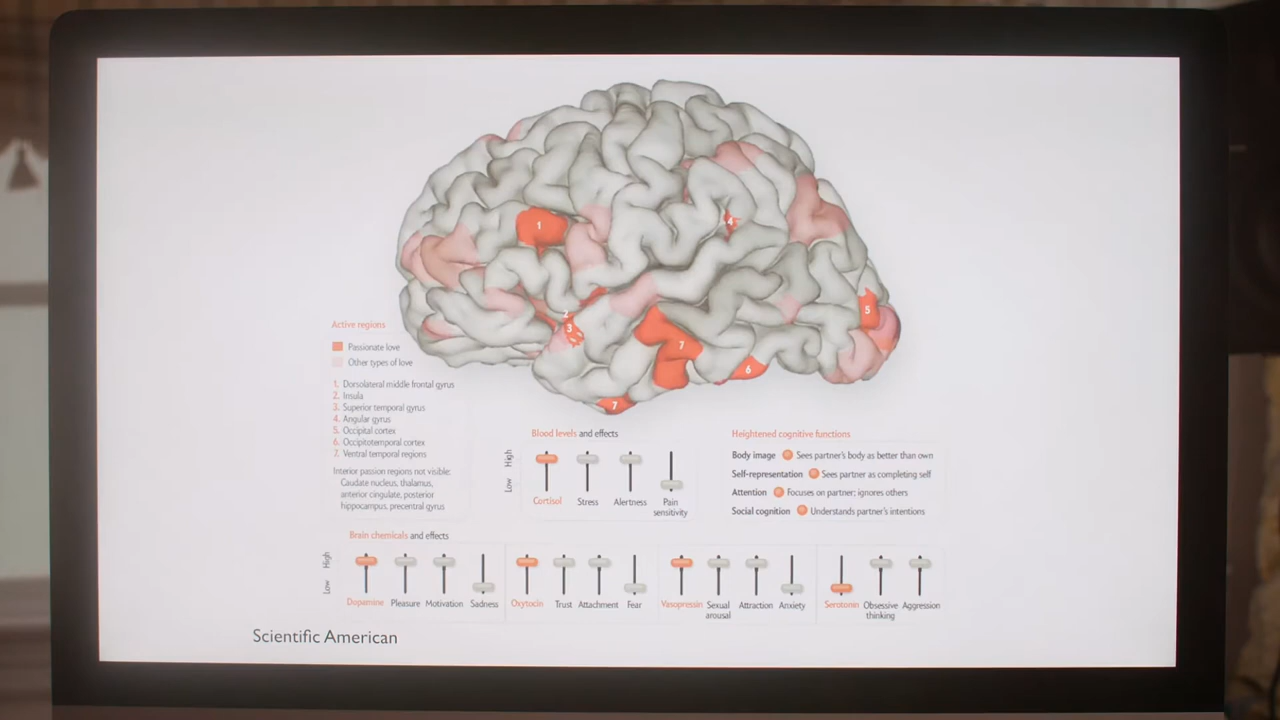 1
4
2
3
5
7
6
7
Active regions
Passionate love
Other types of love
1. Dorsolateral middle frontal gyrus
2. Insula
3. Superior temporal gyrus
4. Angular gyrus
5. Occipital cortex
6. Occipitotemporal cortex
7. Ventral temporal regions
Interior passion regions not visible:
Caudate nucleus, thalamus,
anterior cingulate, posterior
hippocampus, precentral gyrus
Blood levels and effects
High
Low
Cortisol
Stress
Alertness
Pain
sensitivity
Heightened cognitive functions
Body image Sees partner's body as better than own
Self-representation Sees partner as completing self
Attention Focuses on partner; ignores others
Social cognition Understands partner's intentions
Brain chemicals and effects
High
Low
Dopamine
Pleasure
Motivation
Sadness
Oxytocin
Trust
Attachment
Fear
Vasopressin
Sexual
arousal
Attraction
Anxiety
Serotonin
Obsessive
thinking
Aggression
Scientific American